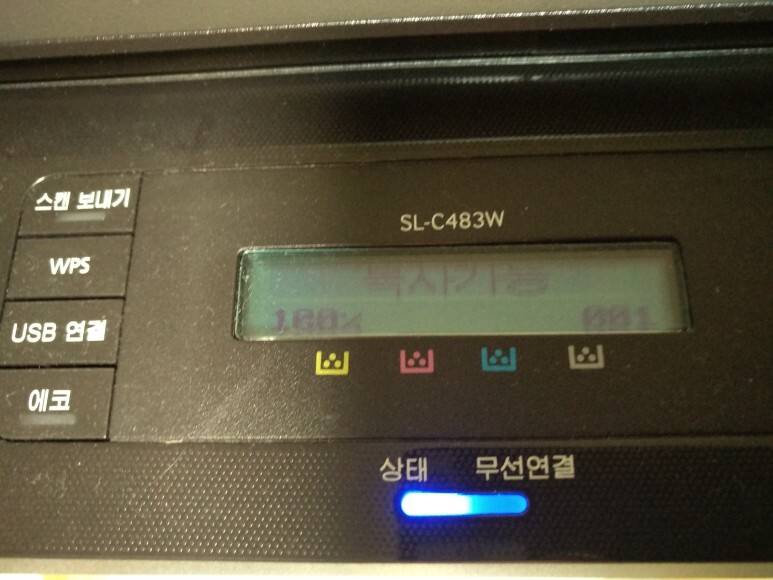 스캔 보내기
WPS
USB 연결
에코
SL-C483W
복사가능
100% 001
상태 무선연결